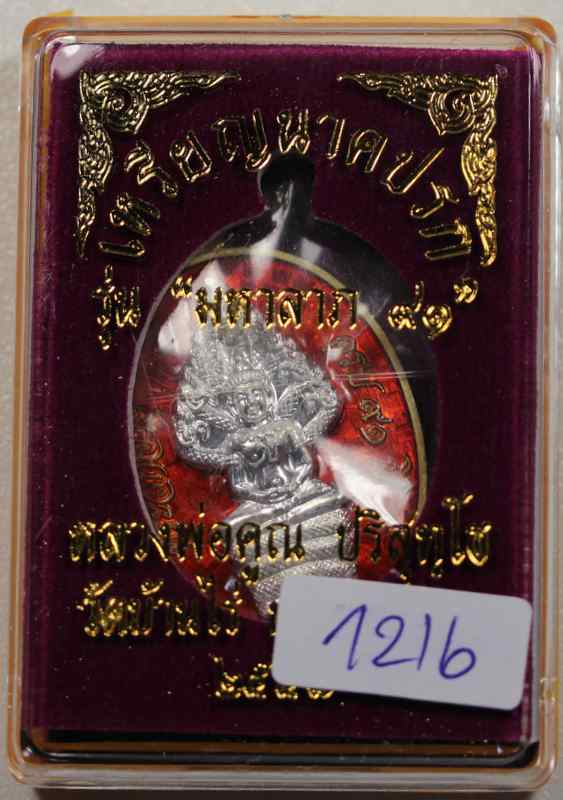 เหรียญนาคปรก
รุ่น "มหาลาภ ๙๑"
หลวงพ่อคูณ ปริสุทฺโธ
วัดบ้านไร่
1216